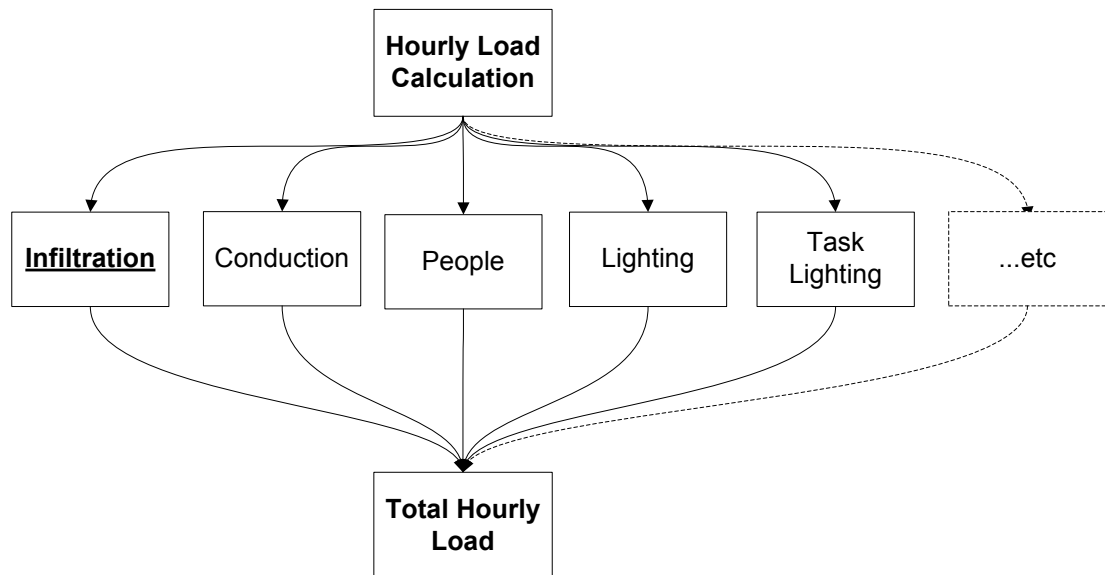 Hourly Load
Calculation
Infiltration
Conduction
People
Lighting
Task
Lighting
...etc
Total Hourly
Load